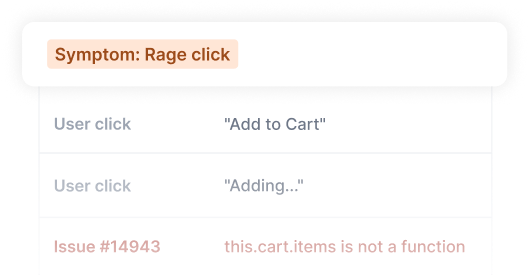 Symptom: Rage click
User click "Add to Cart"
User click "Adding..."
Issue #14943 this.cart.items is not a function